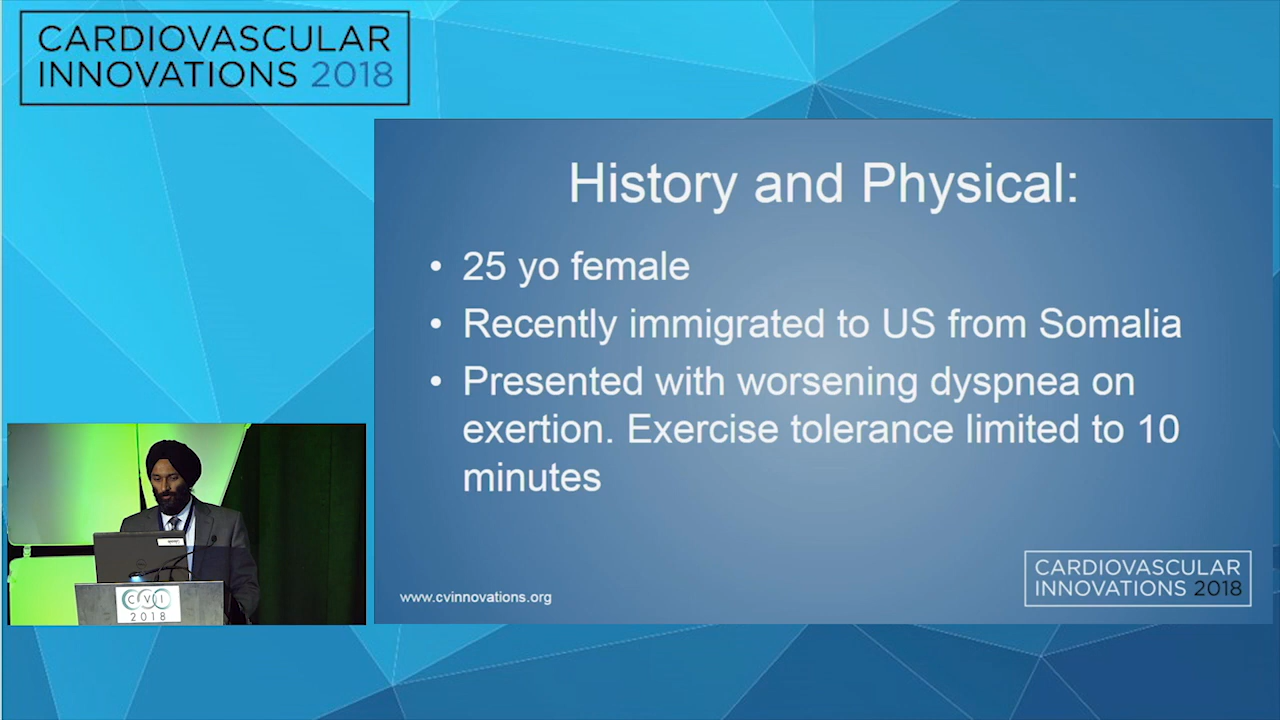 CARDIOVASCULAR
INNOVATIONS 2018
History and Physical:
• 25 yo female
• Recently immigrated to US from Somalia
• Presented with worsening dyspnea on
exertion. Exercise tolerance limited to 10
minutes
www.cvinnovations.org
CARDIOVASCULAR
INNOVATIONS 2018
CVI
2018